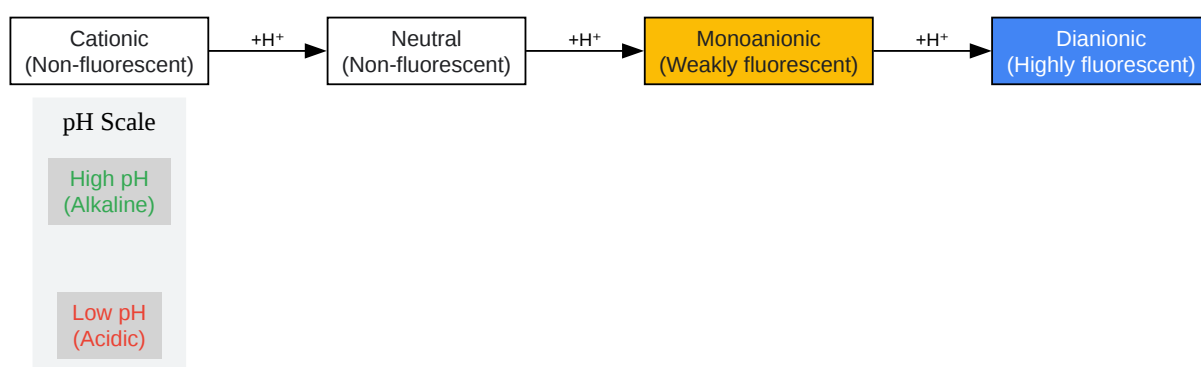 Cationic
(Non-fluorescent)
+H⁺
Neutral
(Non-fluorescent)
+H⁺
Monoanionic
(Weakly fluorescent)
+H⁺
Dianionic
(Highly fluorescent)
pH Scale
High pH
(Alkaline)
Low pH
(Acidic)